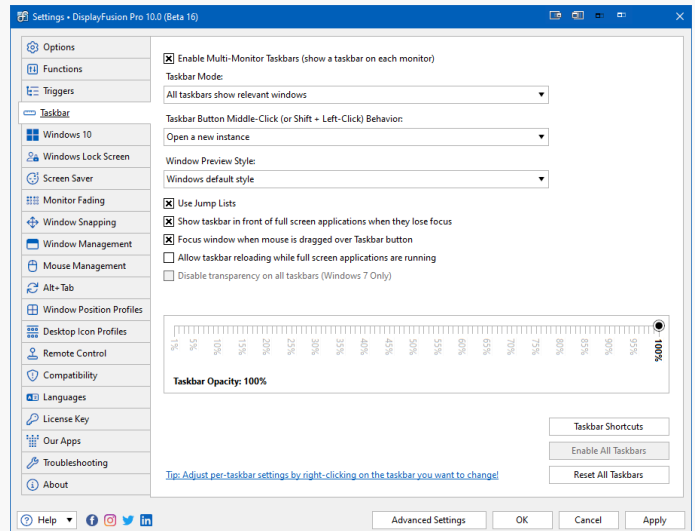 Settings • DisplayFusion Pro 10.0 (Beta 16)
Options
Functions
Triggers
Taskbar
Windows 10
Windows Lock Screen
Screen Saver
Monitor Fading
Window Snapping
Window Management
Mouse Management
Alt+Tab
Window Position Profiles
Desktop Icon Profiles
Remote Control
Compatibility
Languages
License Key
Our Apps
Troubleshooting
About
Enable Multi-Monitor Taskbars (show a taskbar on each monitor)
Taskbar Mode:
All taskbars show relevant windows
Taskbar Button Middle-Click (or Shift + Left-Click) Behavior:
Open a new instance
Window Preview Style:
Windows default style
Use Jump Lists
Show taskbar in front of full screen applications when they lose focus
Focus window when mouse is dragged over Taskbar button
Allow taskbar reloading while full screen applications are running
Disable transparency on all taskbars (Windows 7 Only)
1% 5% 10% 15% 20% 25% 30% 35% 40% 45% 50% 55% 60% 65% 70% 75% 80% 85% 90% 95% 100%
Taskbar Opacity: 100%
Taskbar Shortcuts
Enable All Taskbars
Tip: Adjust per-taskbar settings by right-clicking on the taskbar you want to change!
Reset All Taskbars
Help
Advanced Settings
OK
Cancel
Apply